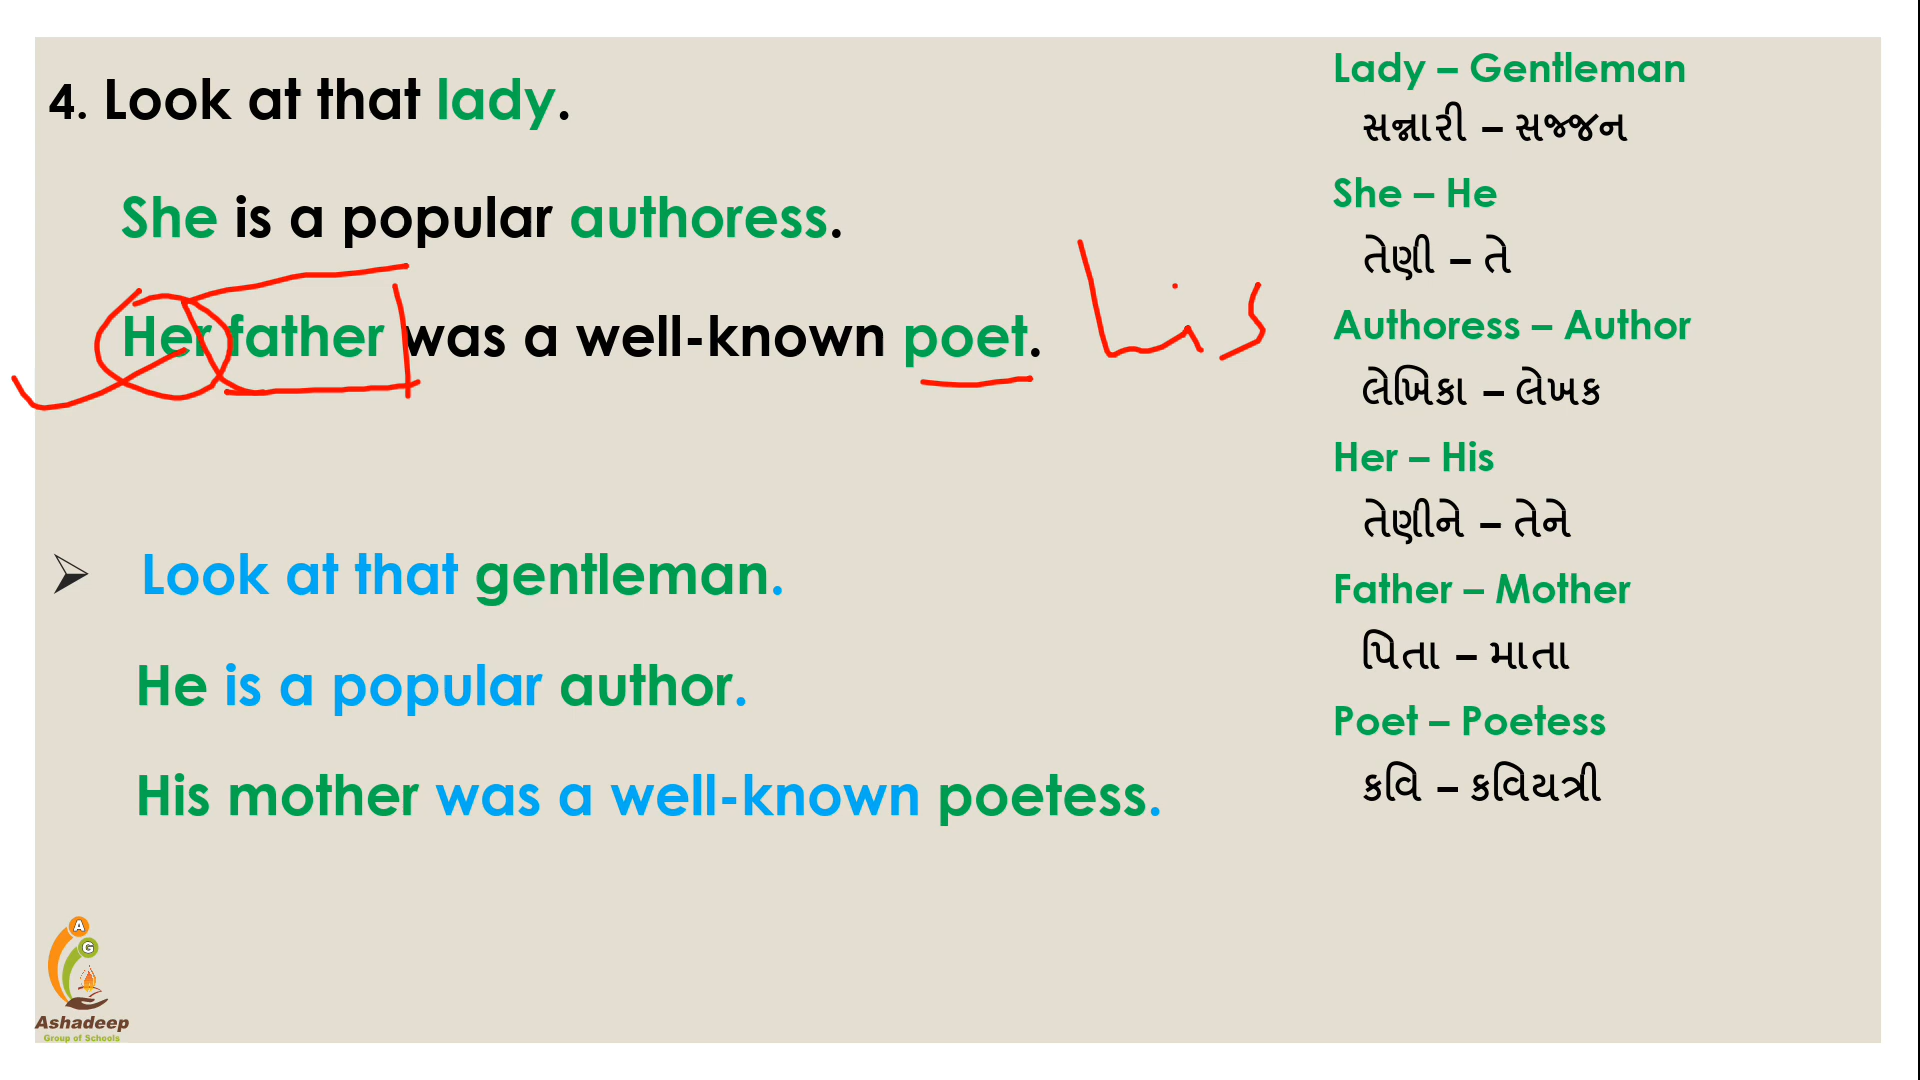 4. Look at that lady.
She is a popular authoress.
Her father was a well-known poet.
his
➢ Look at that gentleman.
He is a popular author.
His mother was a well-known poetess.
Lady – Gentleman
સન્નારી – સજ્જન
She – He
તેણી – તે
Authoress – Author
લેખિકા – લેખક
Her – His
તેણીને – તેને
Father – Mother
પિતા – માતા
Poet – Poetess
કવિ – કવિયત્રી
A
G
Ashadeep
Group of Schools